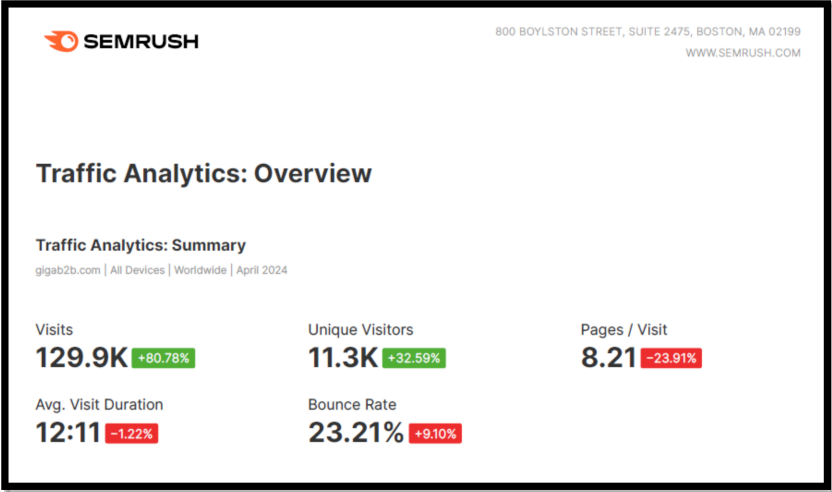 SEMRUSH
800 BOYLSTON STREET, SUITE 2475, BOSTON, MA 02199
WWW.SEMRUSH.COM
Traffic Analytics: Overview
Traffic Analytics: Summary
gigab2b.com | All Devices | Worldwide | April 2024
Visits
129.9K +80.78%
Unique Visitors
11.3K +32.59%
Pages / Visit
8.21 −23.91%
Avg. Visit Duration
12:11 −1.22%
Bounce Rate
23.21% +9.10%